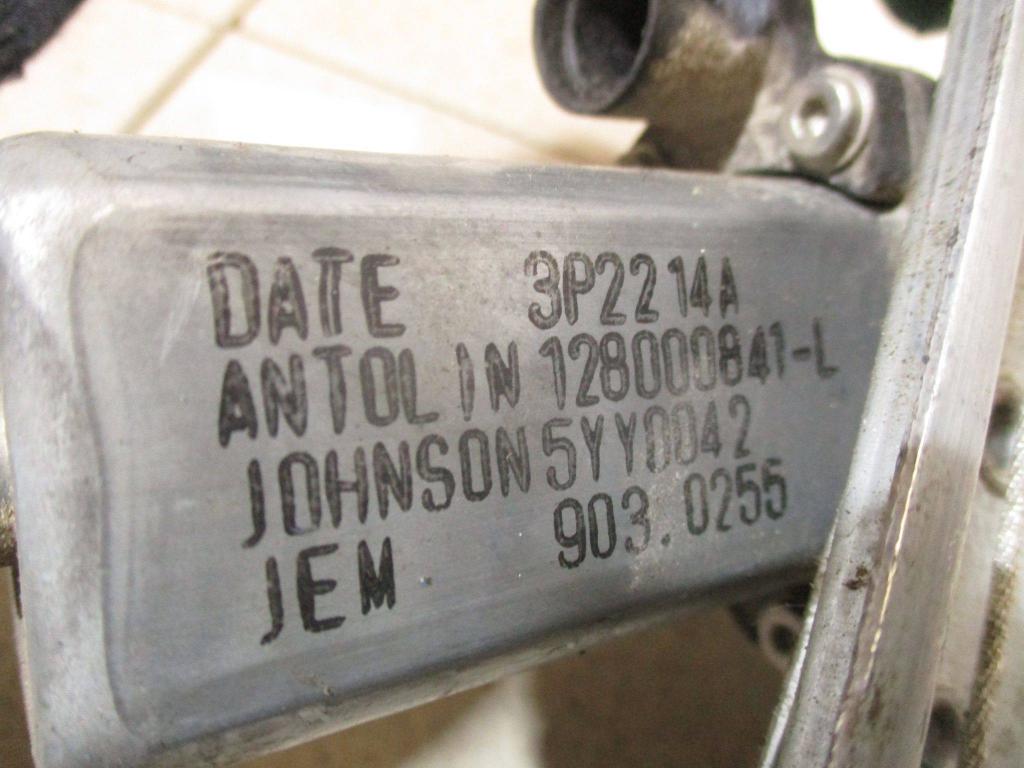 DATE 3P2214A
ANTOLIN 128000841-L
JOHNSON 5YY0042
JEM 903.0255